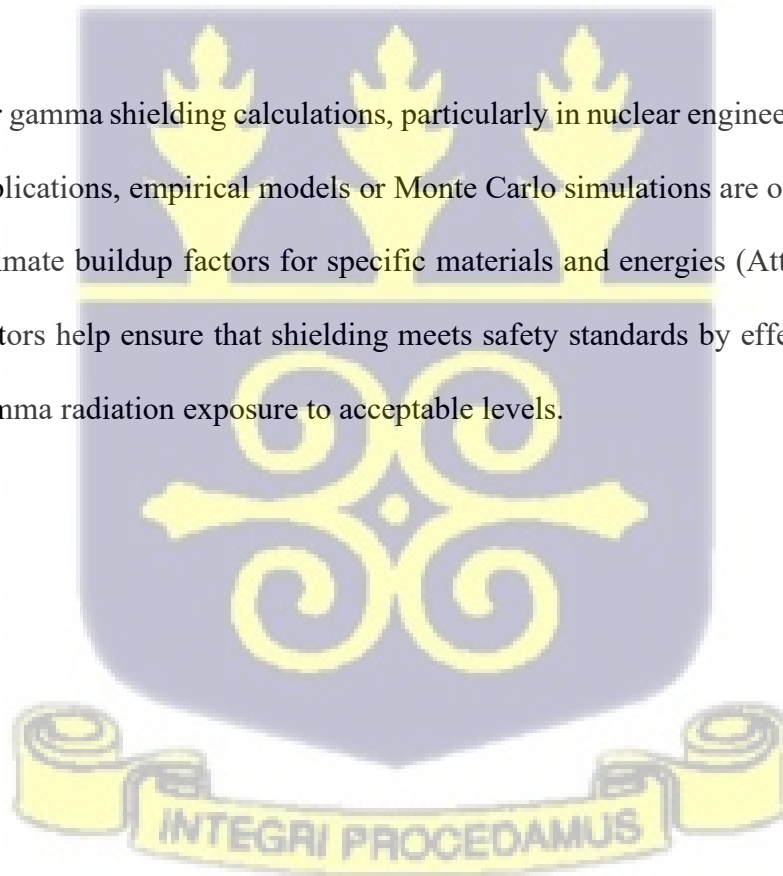 gamma shielding calculations, particularly in nuclear
empirical models or Monte Carlo simulations are
buildup factors for specific materials and energies
help ensure that shielding meets safety standards by
radiation exposure to acceptable levels.
INTEGRI PROCEDAMUS